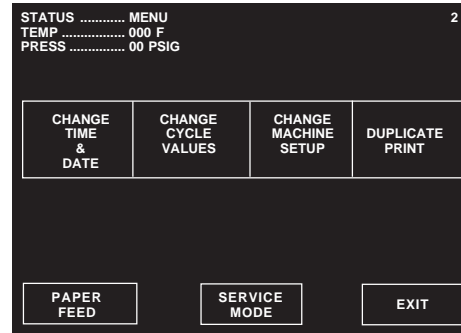 STATUS ............ MENU 2
TEMP ................ 000 F
PRESS ............... 00 PSIG
CHANGE TIME & DATE
CHANGE CYCLE VALUES
CHANGE MACHINE SETUP
DUPLICATE PRINT
PAPER FEED
SERVICE MODE
EXIT